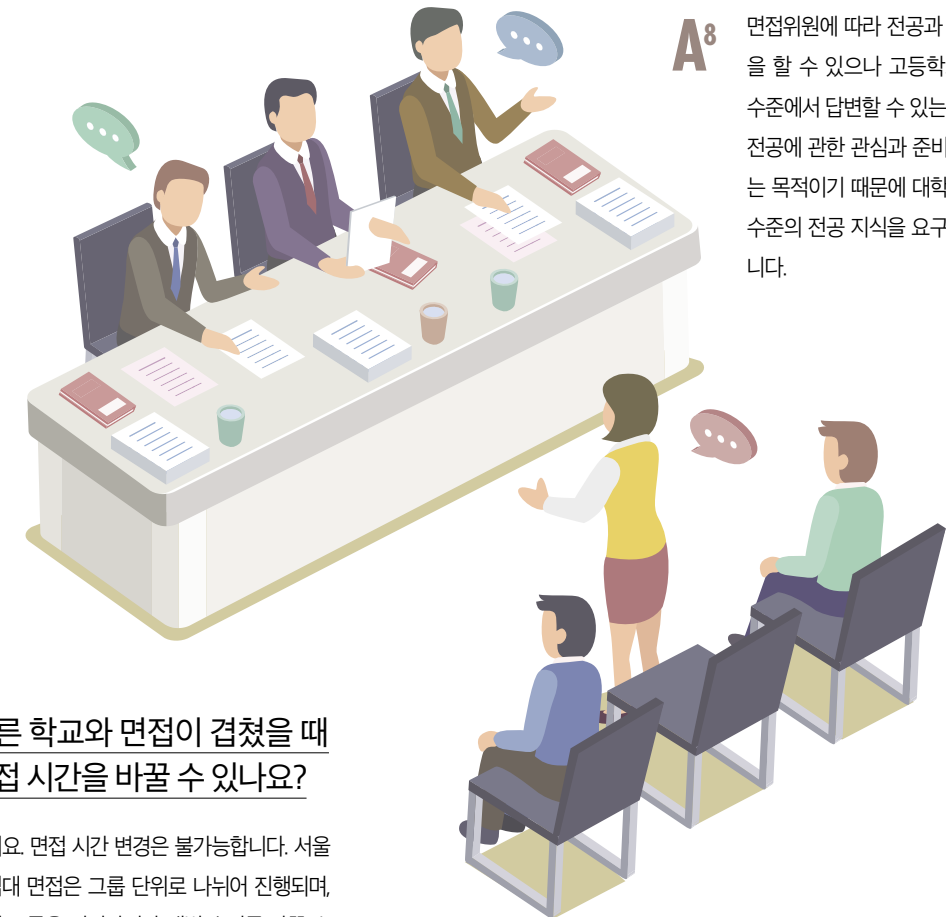 A8
면접위원에 따라 전공과
을 할 수 있으나 고등학
수준에서 답변할 수 있는
전공에 관한 관심과 준비
는 목적이기 때문에 대학
수준의 전공 지식을 요구
니다.
른 학교와 면접이 겹쳤을 때
접 시간을 바꿀 수 있나요?
요. 면접 시간 변경은 불가능합니다. 서울
대 면접은 그룹 단위로 나뉘어 진행되며,